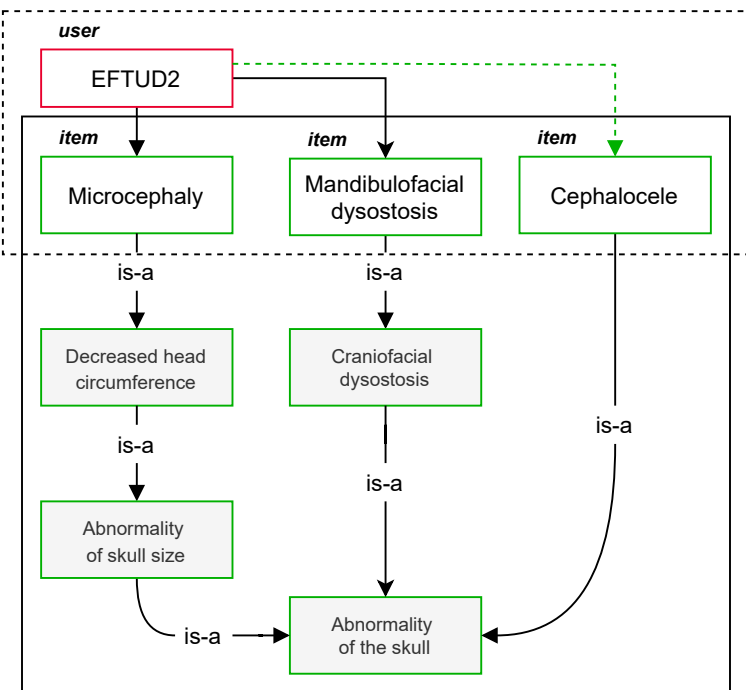 user
EFTUD2
item
item
item
Microcephaly
Mandibulofacial
dysostosis
Cephalocele
is-a
is-a
Decreased head
circumference
Craniofacial
dysostosis
is-a
is-a
is-a
Abnormality
of skull size
Abnormality
of the skull
is-a